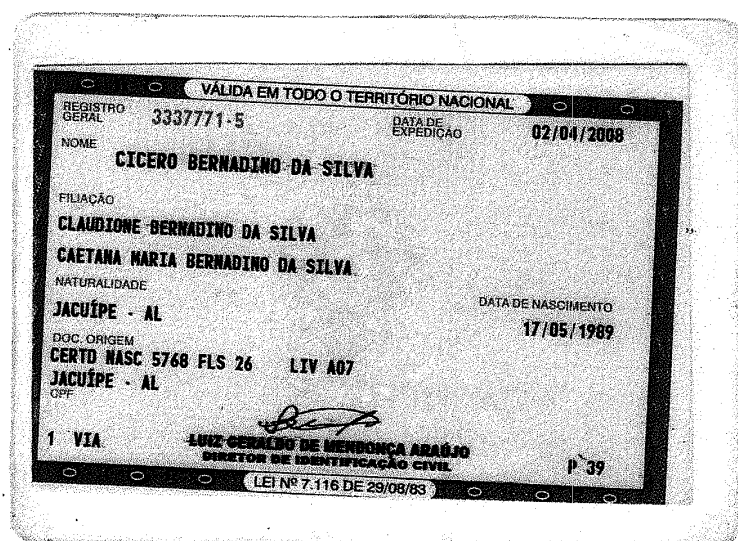 VÁLIDA EM TODO O TERRITÓRIO NACIONAL
REGISTRO GERAL 3337771-5 DATA DE EXPEDIÇÃO 02/04/2008
NOME
CICERO BERNADINO DA SILVA
FILIAÇÃO
CLAUDIONE BERNADINO DA SILVA
CAETANA MARIA BERNADINO DA SILVA
NATURALIDADE DATA DE NASCIMENTO
JACUÍPE - AL 17/05/1989
DOC. ORIGEM
CERTD NASC 5768 FLS 26 LIV A07
JACUÍPE - AL
CPF
1 VIA
LUIZ GERALDO DE MENDONÇA ARAÚJO
DIRETOR DE IDENTIFICAÇÃO CIVIL
P 39
LEI Nº 7.116 DE 29/08/83